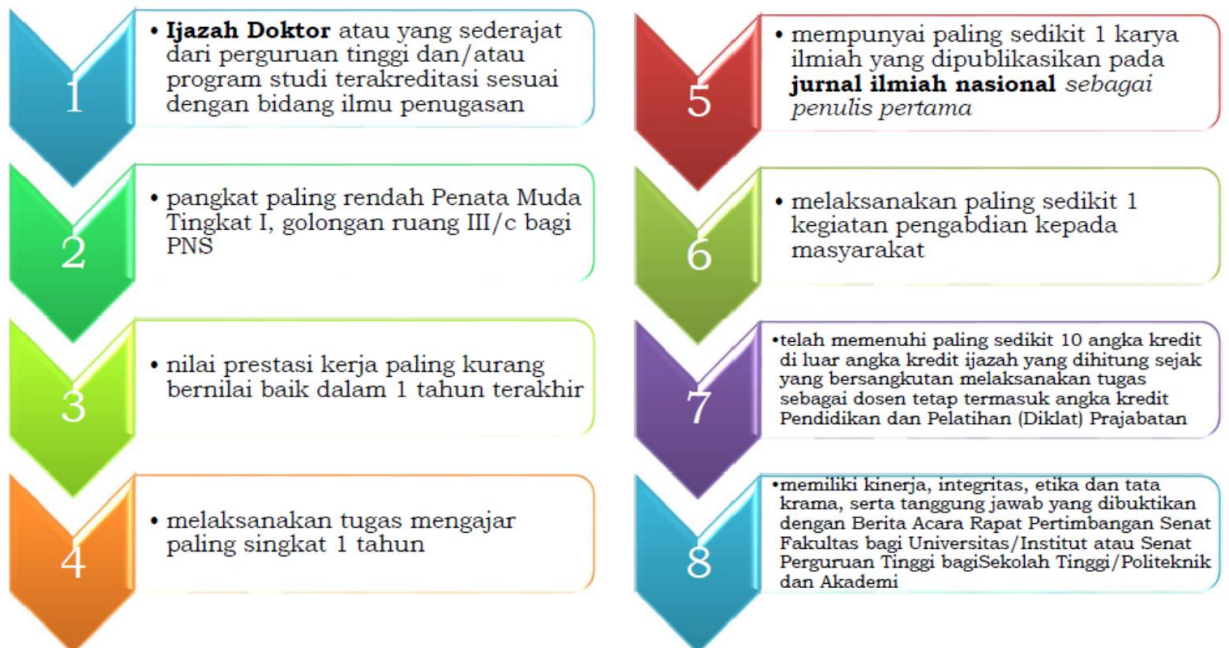 1
• Ijazah Doktor atau yang sederajat
dari perguruan tinggi dan/atau
program studi terakreditasi sesuai
dengan bidang ilmu penugasan
2
• pangkat paling rendah Penata Muda
Tingkat I, golongan ruang III/c bagi
PNS
3
• nilai prestasi kerja paling kurang
bernilai baik dalam 1 tahun terakhir
4
• melaksanakan tugas mengajar
paling singkat 1 tahun
5
• mempunyai paling sedikit 1 karya
ilmiah yang dipublikasikan pada
jurnal ilmiah nasional sebagai
penulis pertama
6
• melaksanakan paling sedikit 1
kegiatan pengabdian kepada
masyarakat
7
•telah memenuhi paling sedikit 10 angka kredit
di luar angka kredit ijazah yang dihitung sejak
yang bersangkutan melaksanakan tugas
sebagai dosen tetap termasuk angka kredit
Pendidikan dan Pelatihan (Diklat) Prajabatan
8
•memiliki kinerja, integritas, etika dan tata
krama, serta tanggung jawab yang dibuktikan
dengan Berita Acara Rapat Pertimbangan Senat
Fakultas bagi Universitas/Institut atau Senat
Perguruan Tinggi bagiSekolah Tinggi/Politeknik
dan Akademi